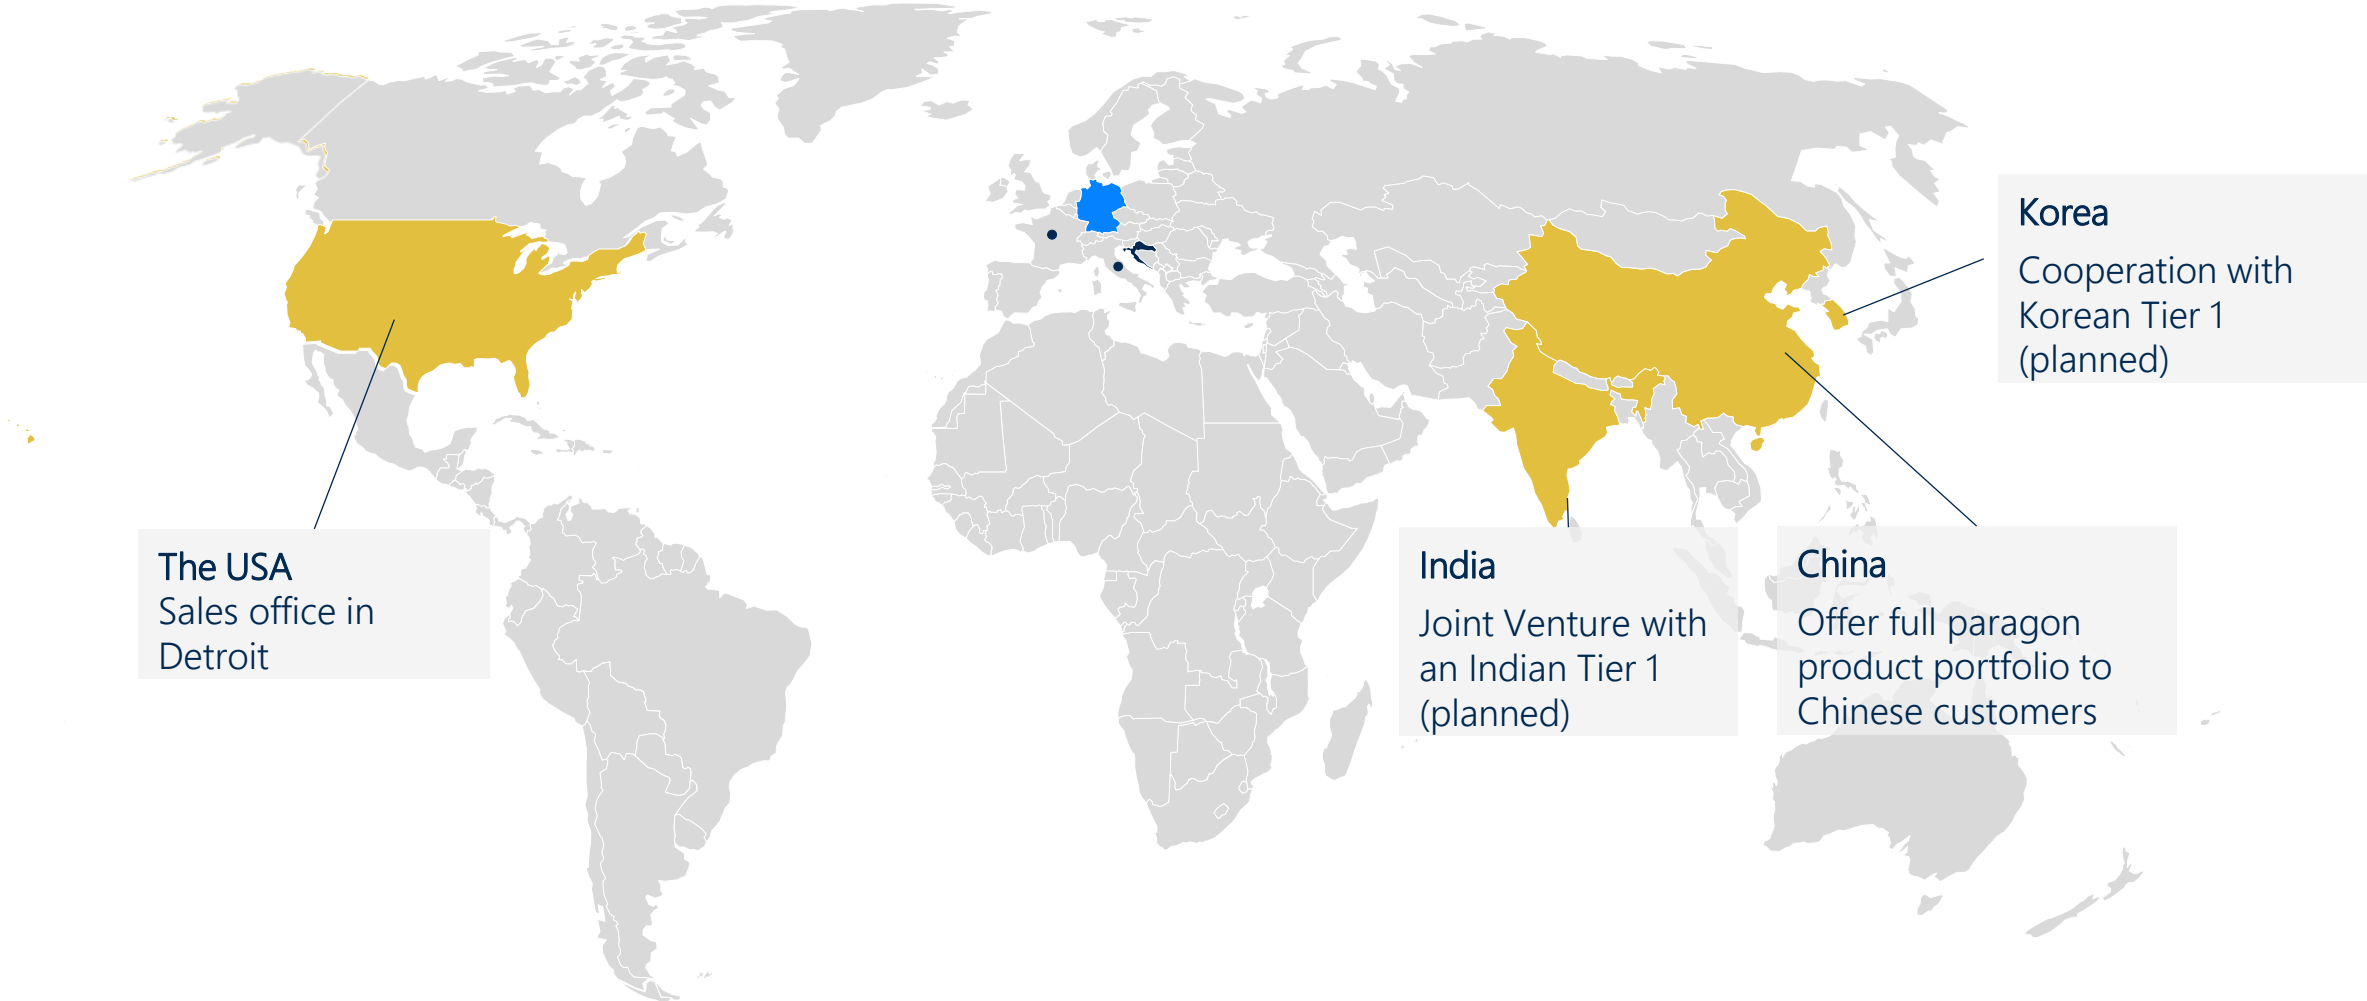 Korea
Cooperation with
Korean Tier 1
(planned)
The USA
Sales office in
Detroit
India
Joint Venture with
an Indian Tier 1
(planned)
China
Offer full paragon
product portfolio to
Chinese customers